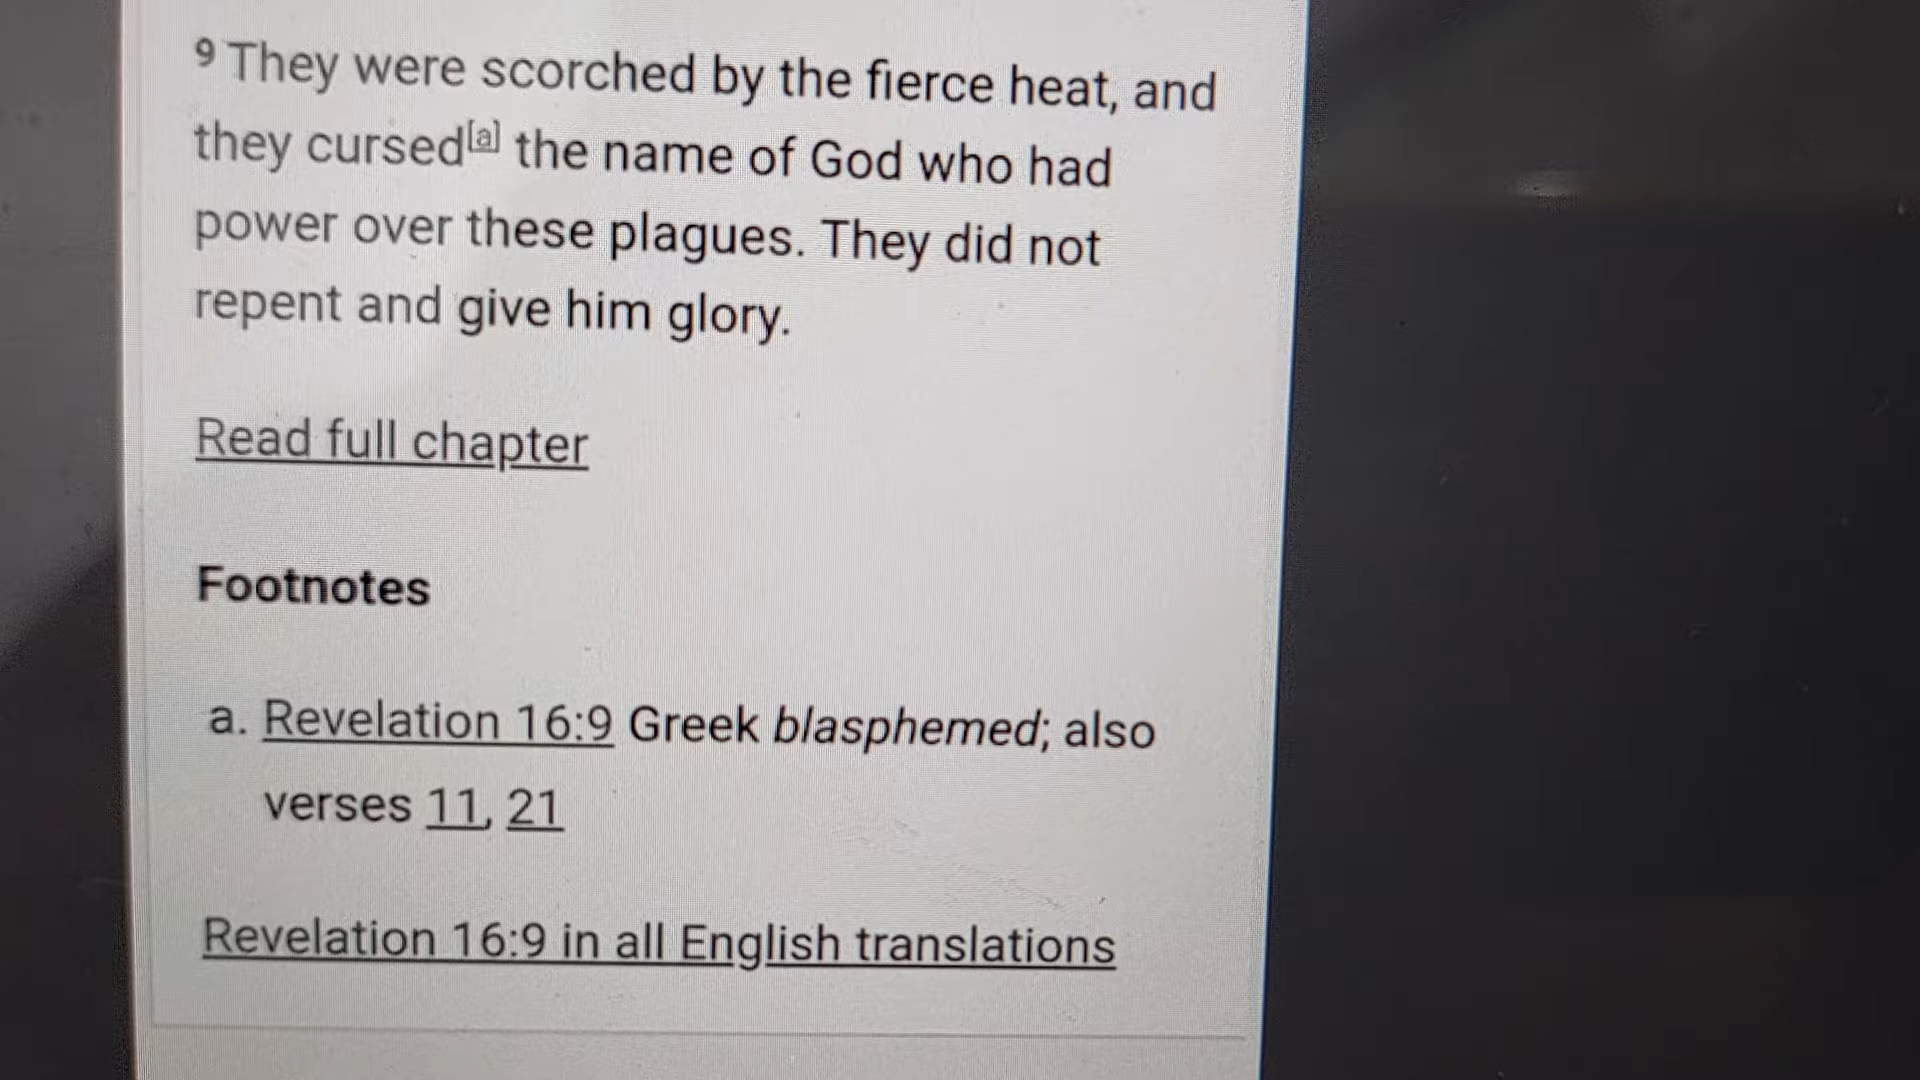 9 They were scorched by the fierce heat, and
they cursed[a] the name of God who had
power over these plagues. They did not
repent and give him glory.
Read full chapter
Footnotes
a. Revelation 16:9 Greek blasphemed; also
verses 11, 21
Revelation 16:9 in all English translations